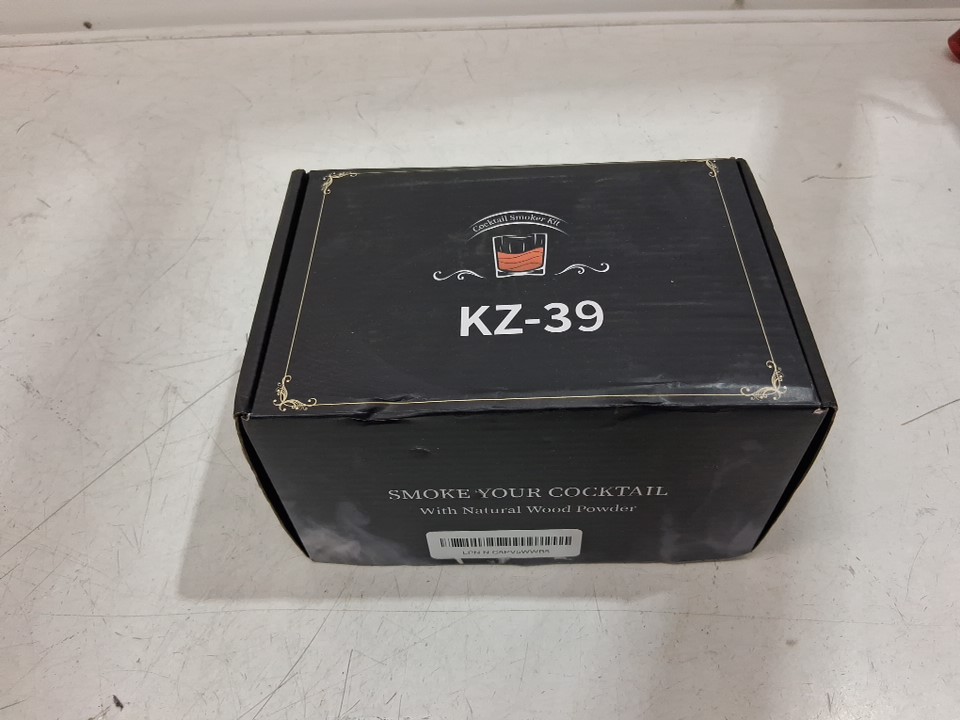 Cocktail Smoker Kit
KZ-39
SMOKE YOUR COCKTAIL
With Natural Wood Powder